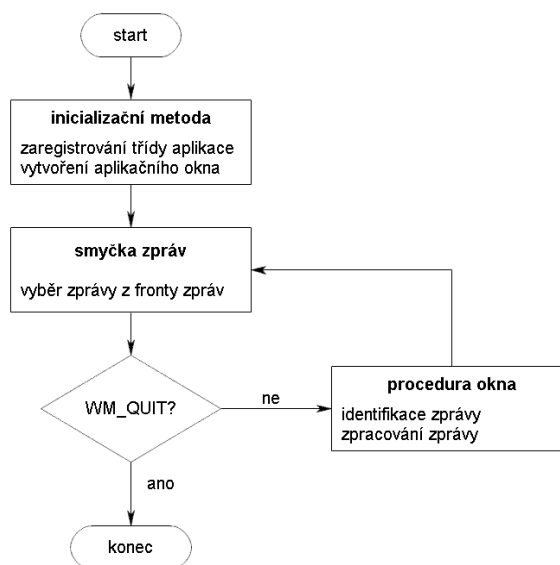 start
inicializační metoda
zaregistrování třídy aplikace
vytvoření aplikačního okna
smyčka zpráv
výběr zprávy z fronty zpráv
WM_QUIT?
ne
procedura okna
identifikace zprávy
zpracování zprávy
ano
konec